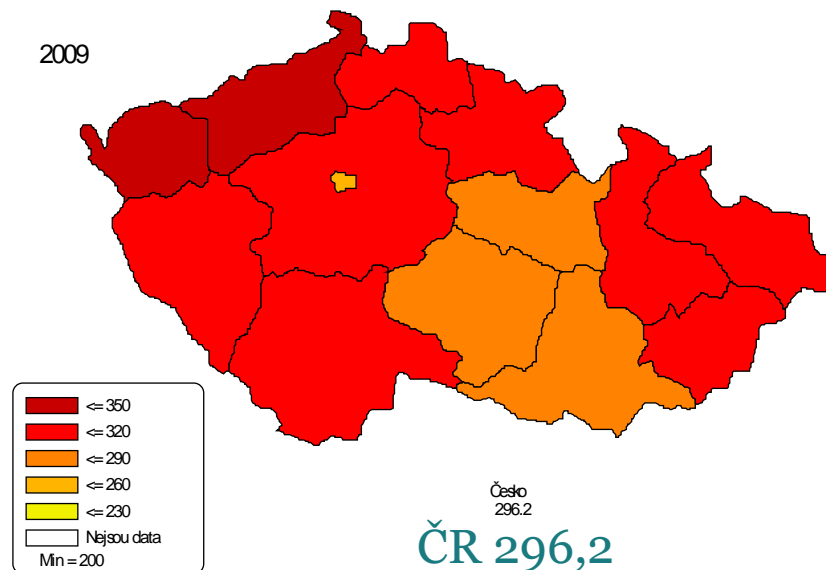 2009
<= 350
<= 320
<= 290
<= 260
<= 230
Nejsou data
Min = 200
Česko
296.2
ČR 296,2